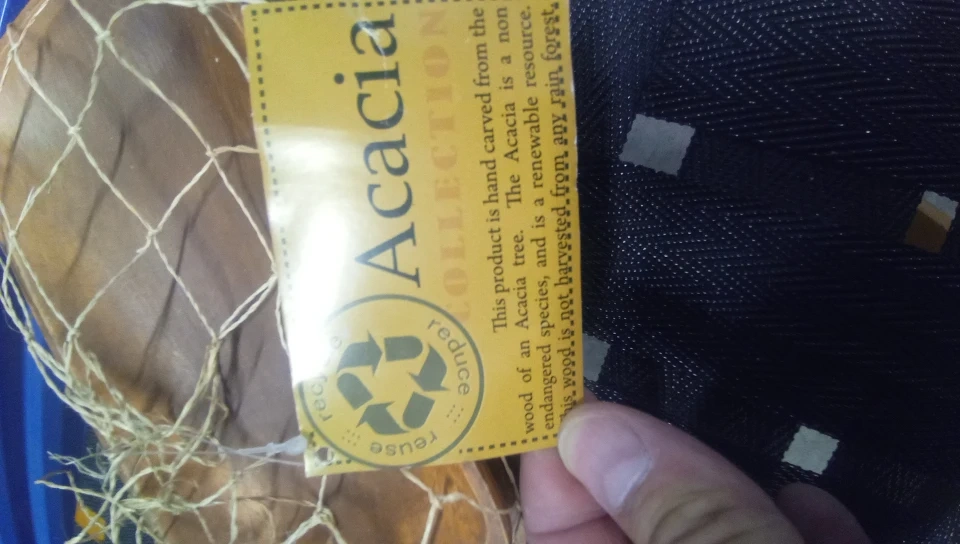 Acacia
COLLECTION
recycle ::: reduce ::: reuse :::
This product is hand carved from the
wood of an Acacia tree. The Acacia is a non
endangered species, and is a renewable resource.
This wood is not harvested from any rain forest.